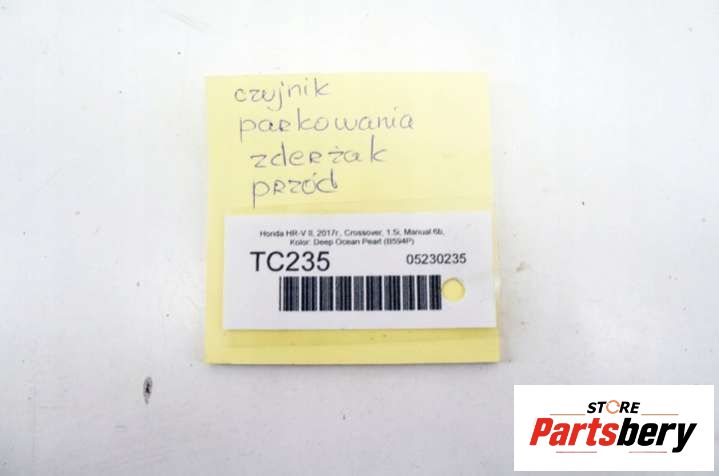 czujnik
parkowania
zderżak
przód
Honda HR-V II, 2017r., Crossover, 1.5i, Manual 6b,
Kolor: Deep Ocean Pearl (B594P)
TC235 05230235
STORE
Partsbery